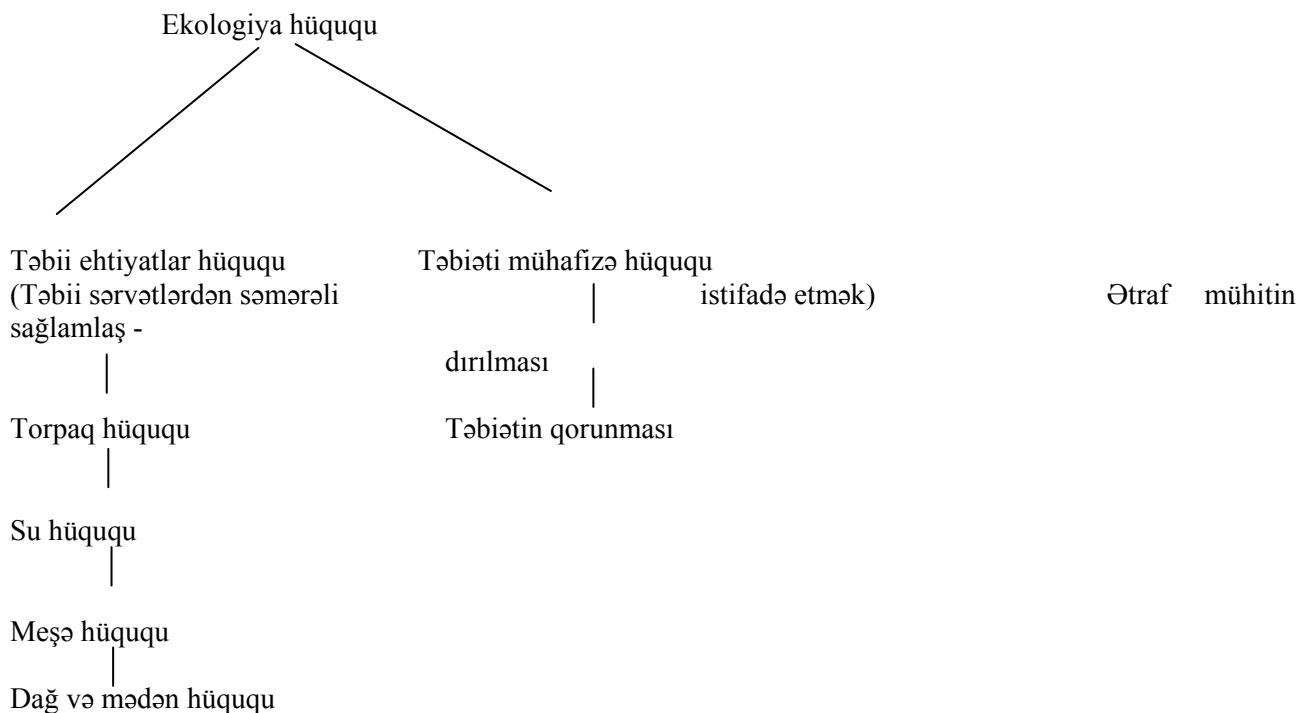 Ekologiya hüququ
Təbii ehtiyatlar hüququ Təbiəti mühafizə hüququ
(Təbii sərvətlərdən səmərəli istifadə etmək) Ətraf mühitin
sağlamlaş -
dırılması
Torpaq hüququ Təbiətin qorunması
Su hüququ
Meşə hüququ
Dağ və mədən hüququ